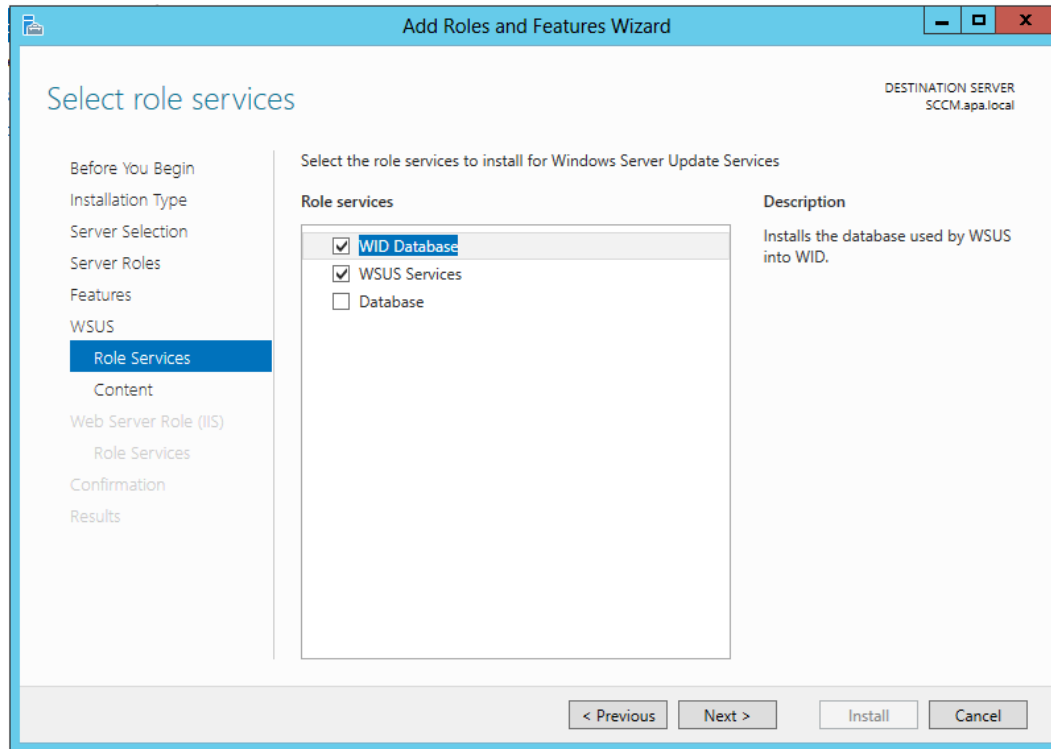 Add Roles and Features Wizard
Select role services
DESTINATION SERVER
SCCM.apa.local
Before You Begin
Installation Type
Server Selection
Server Roles
Features
WSUS
Role Services
Content
Web Server Role (IIS)
Role Services
Confirmation
Results
Select the role services to install for Windows Server Update Services
Role services
WID Database
WSUS Services
Database
Description
Installs the database used by WSUS
into WID.
< Previous
Next >
Install
Cancel